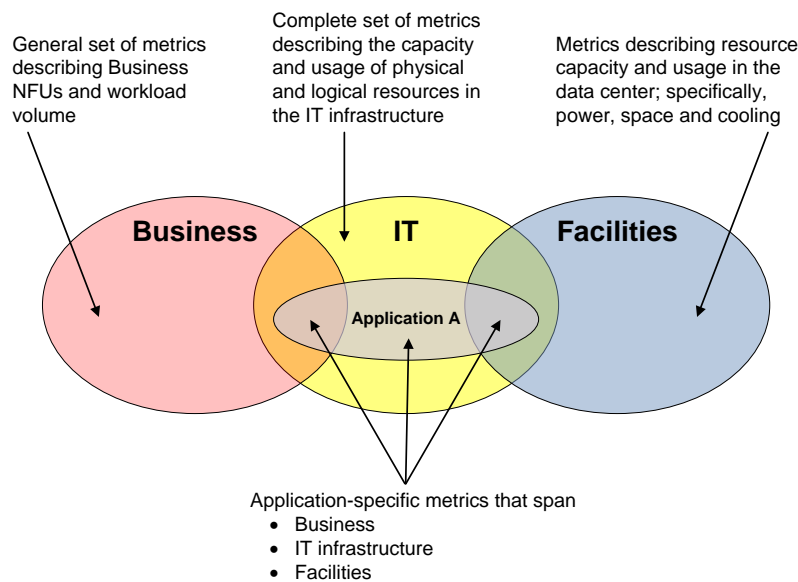 General set of metrics
describing Business
NFUs and workload
volume
Complete set of metrics
describing the capacity
and usage of physical
and logical resources in
the IT infrastructure
Metrics describing resource
capacity and usage in the
data center; specifically,
power, space and cooling
Business
IT
Facilities
Application A
Application-specific metrics that span
• Business
• IT infrastructure
• Facilities